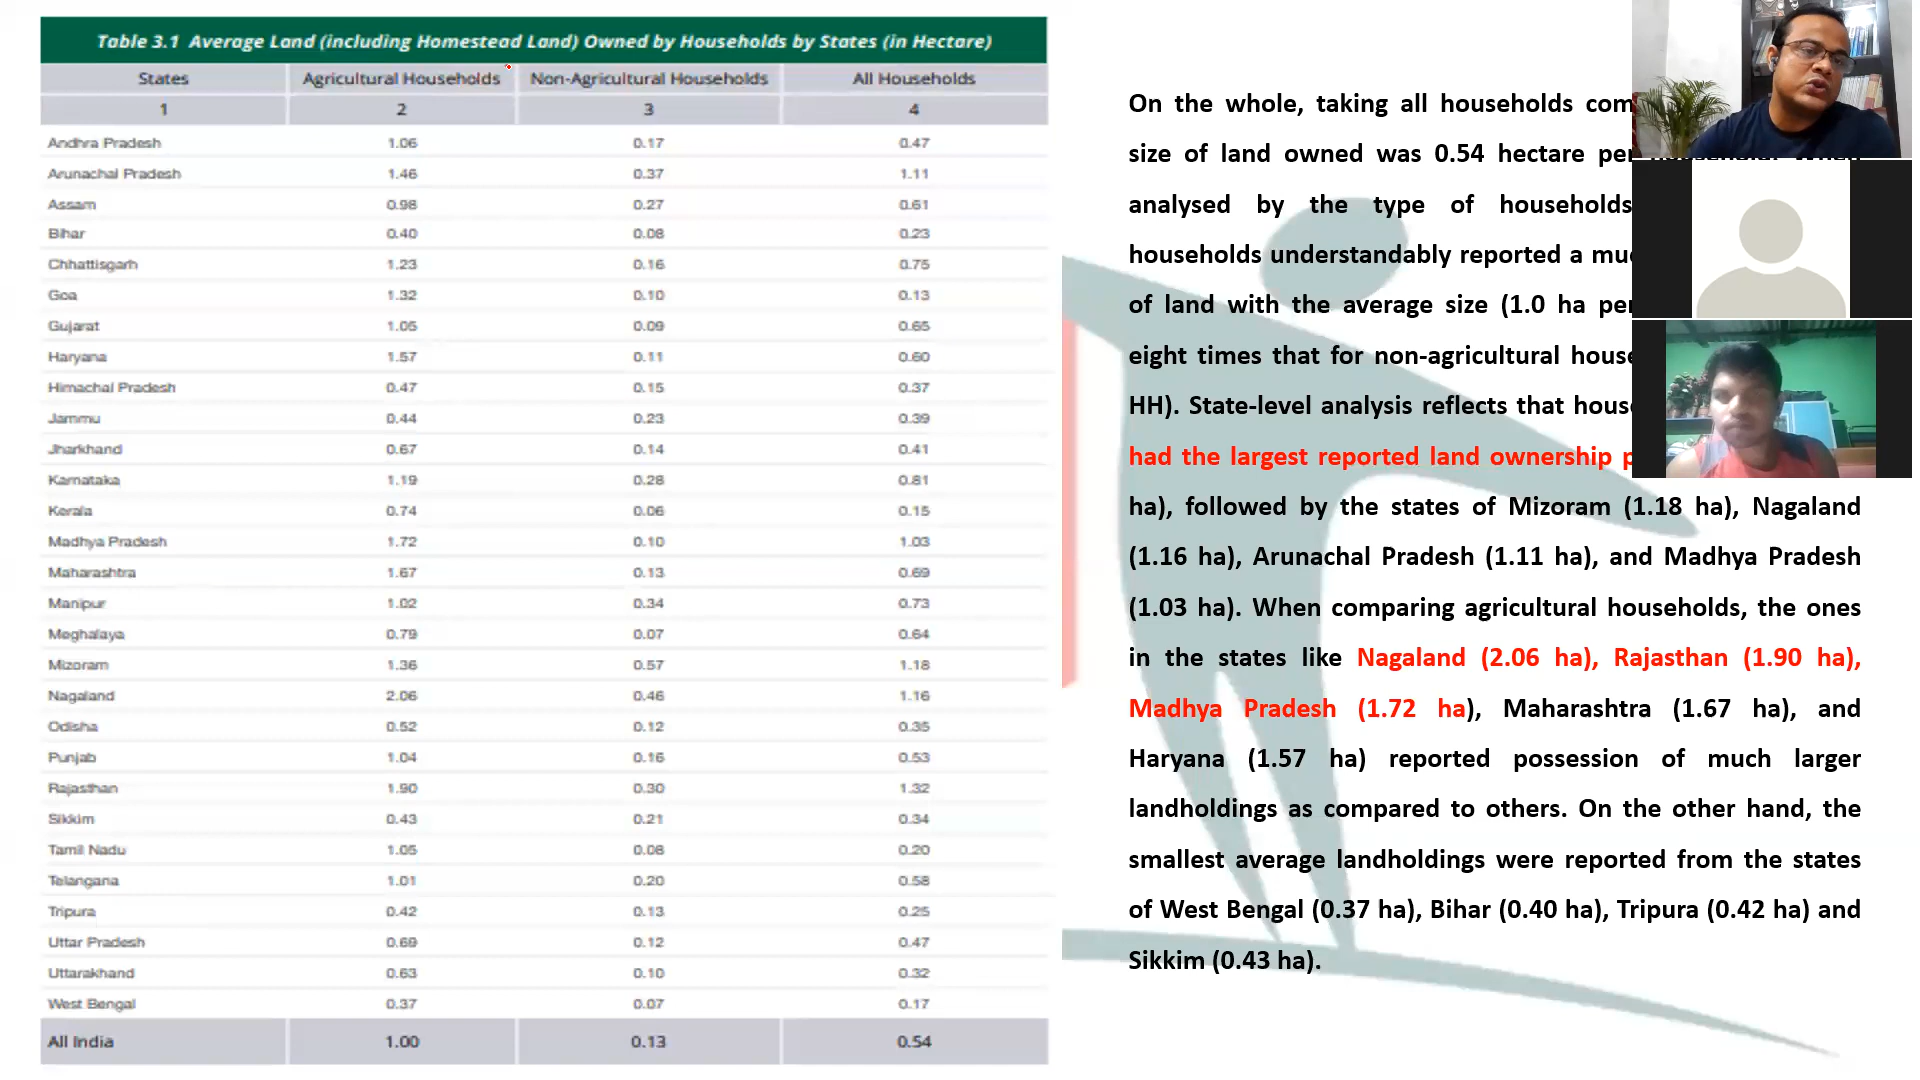 Table 3.1 Average Land (including Homestead Land) Owned by Households by States (in Hectare)
States Agricultural Households Non-Agricultural Households All Households
1 2 3 4
Andhra Pradesh 1.06 0.17 0.47
Arunachal Pradesh 1.46 0.37 1.11
Assam 0.98 0.27 0.61
Bihar 0.40 0.08 0.23
Chhattisgarh 1.23 0.16 0.75
Goa 1.32 0.10 0.13
Gujarat 1.05 0.09 0.65
Haryana 1.57 0.11 0.60
Himachal Pradesh 0.47 0.15 0.37
Jammu 0.44 0.23 0.39
Jharkhand 0.67 0.14 0.41
Karnataka 1.19 0.28 0.81
Kerala 0.74 0.06 0.15
Madhya Pradesh 1.72 0.10 1.03
Maharashtra 1.67 0.13 0.69
Manipur 1.02 0.34 0.73
Meghalaya 0.79 0.07 0.64
Mizoram 1.36 0.57 1.18
Nagaland 2.06 0.46 1.16
Odisha 0.52 0.12 0.35
Punjab 1.04 0.16 0.53
Rajasthan 1.90 0.30 1.32
Sikkim 0.43 0.21 0.34
Tamil Nadu 1.05 0.08 0.20
Telangana 1.01 0.20 0.58
Tripura 0.42 0.13 0.25
Uttar Pradesh 0.69 0.12 0.47
Uttarakhand 0.63 0.10 0.32
West Bengal 0.37 0.07 0.17
All India 1.00 0.13 0.54
On the whole, taking all households
size of land owned was 0.54 hectare
analysed by the type of households
households understandably reported a
of land with the average size (1.0 ha
eight times that for non-agricultural
HH). State-level analysis reflects that
had the largest reported land ownership
ha), followed by the states of Mizoram (1.18 ha), Nagaland
(1.16 ha), Arunachal Pradesh (1.11 ha), and Madhya Pradesh
(1.03 ha). When comparing agricultural households, the ones
in the states like Nagaland (2.06 ha), Rajasthan (1.90 ha),
Madhya Pradesh (1.72 ha), Maharashtra (1.67 ha), and
Haryana (1.57 ha) reported possession of much larger
landholdings as compared to others. On the other hand, the
smallest average landholdings were reported from the states
of West Bengal (0.37 ha), Bihar (0.40 ha), Tripura (0.42 ha) and
Sikkim (0.43 ha).